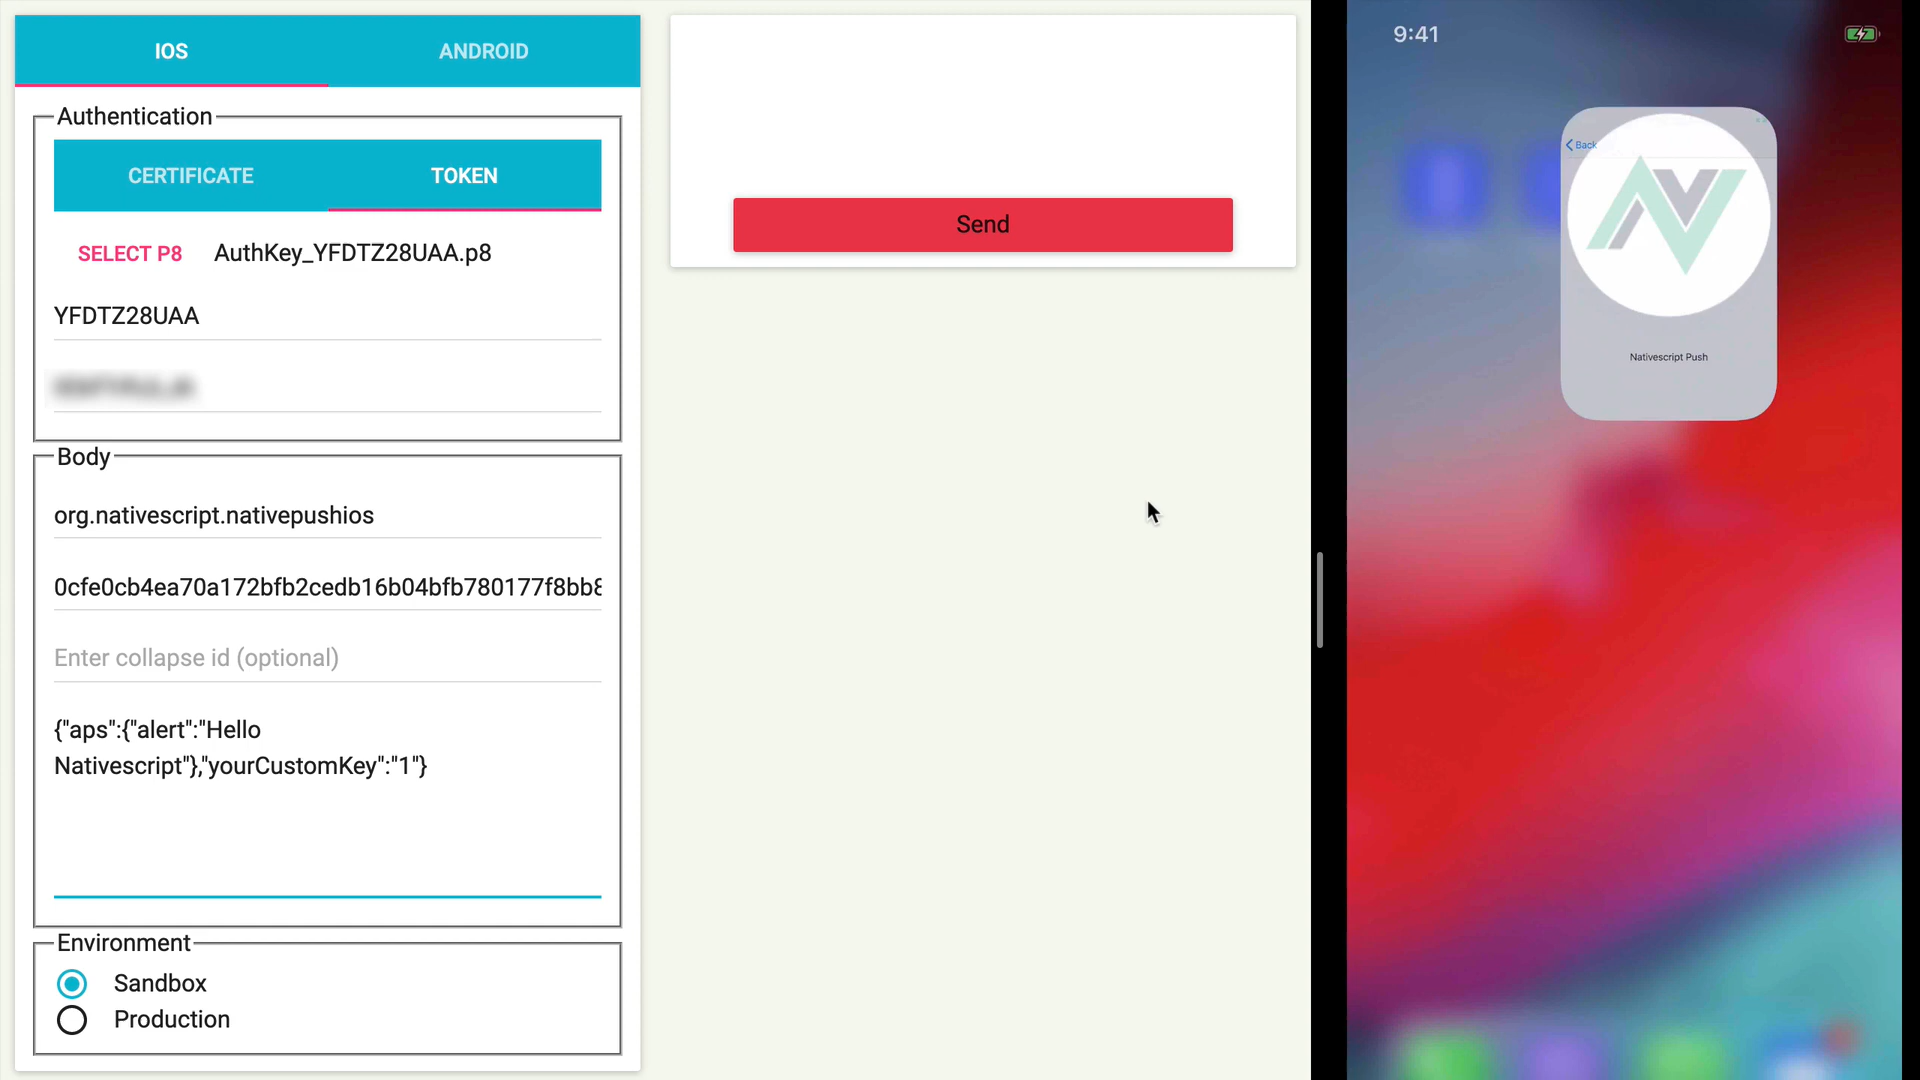 IOS
ANDROID
Authentication
CERTIFICATE
TOKEN
SELECT P8
AuthKey_YFDTZ28UAA.p8
YFDTZ28UAA
Body
org.nativescript.nativepushios
0cfe0cb4ea70a172bfb2cedb16b04bfb780177f8bb8
Enter collapse id (optional)
{"aps":{"alert":"Hello
Nativescript"},"yourCustomKey":"1"}
Environment
Sandbox
Production
Send
9:41
Back
Nativescript Push